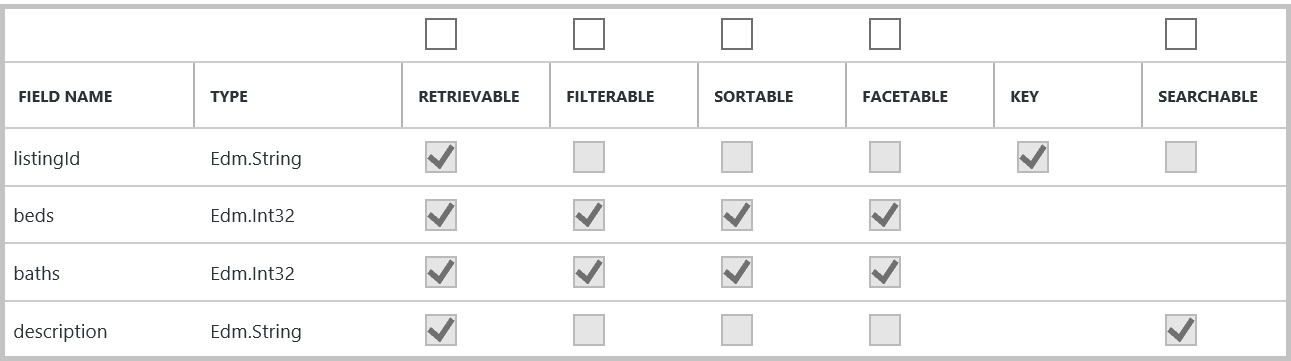 FIELD NAME TYPE RETRIEVABLE FILTERABLE SORTABLE FACETABLE KEY SEARCHABLE
listingId Edm.String
beds Edm.Int32
baths Edm.Int32
description Edm.String